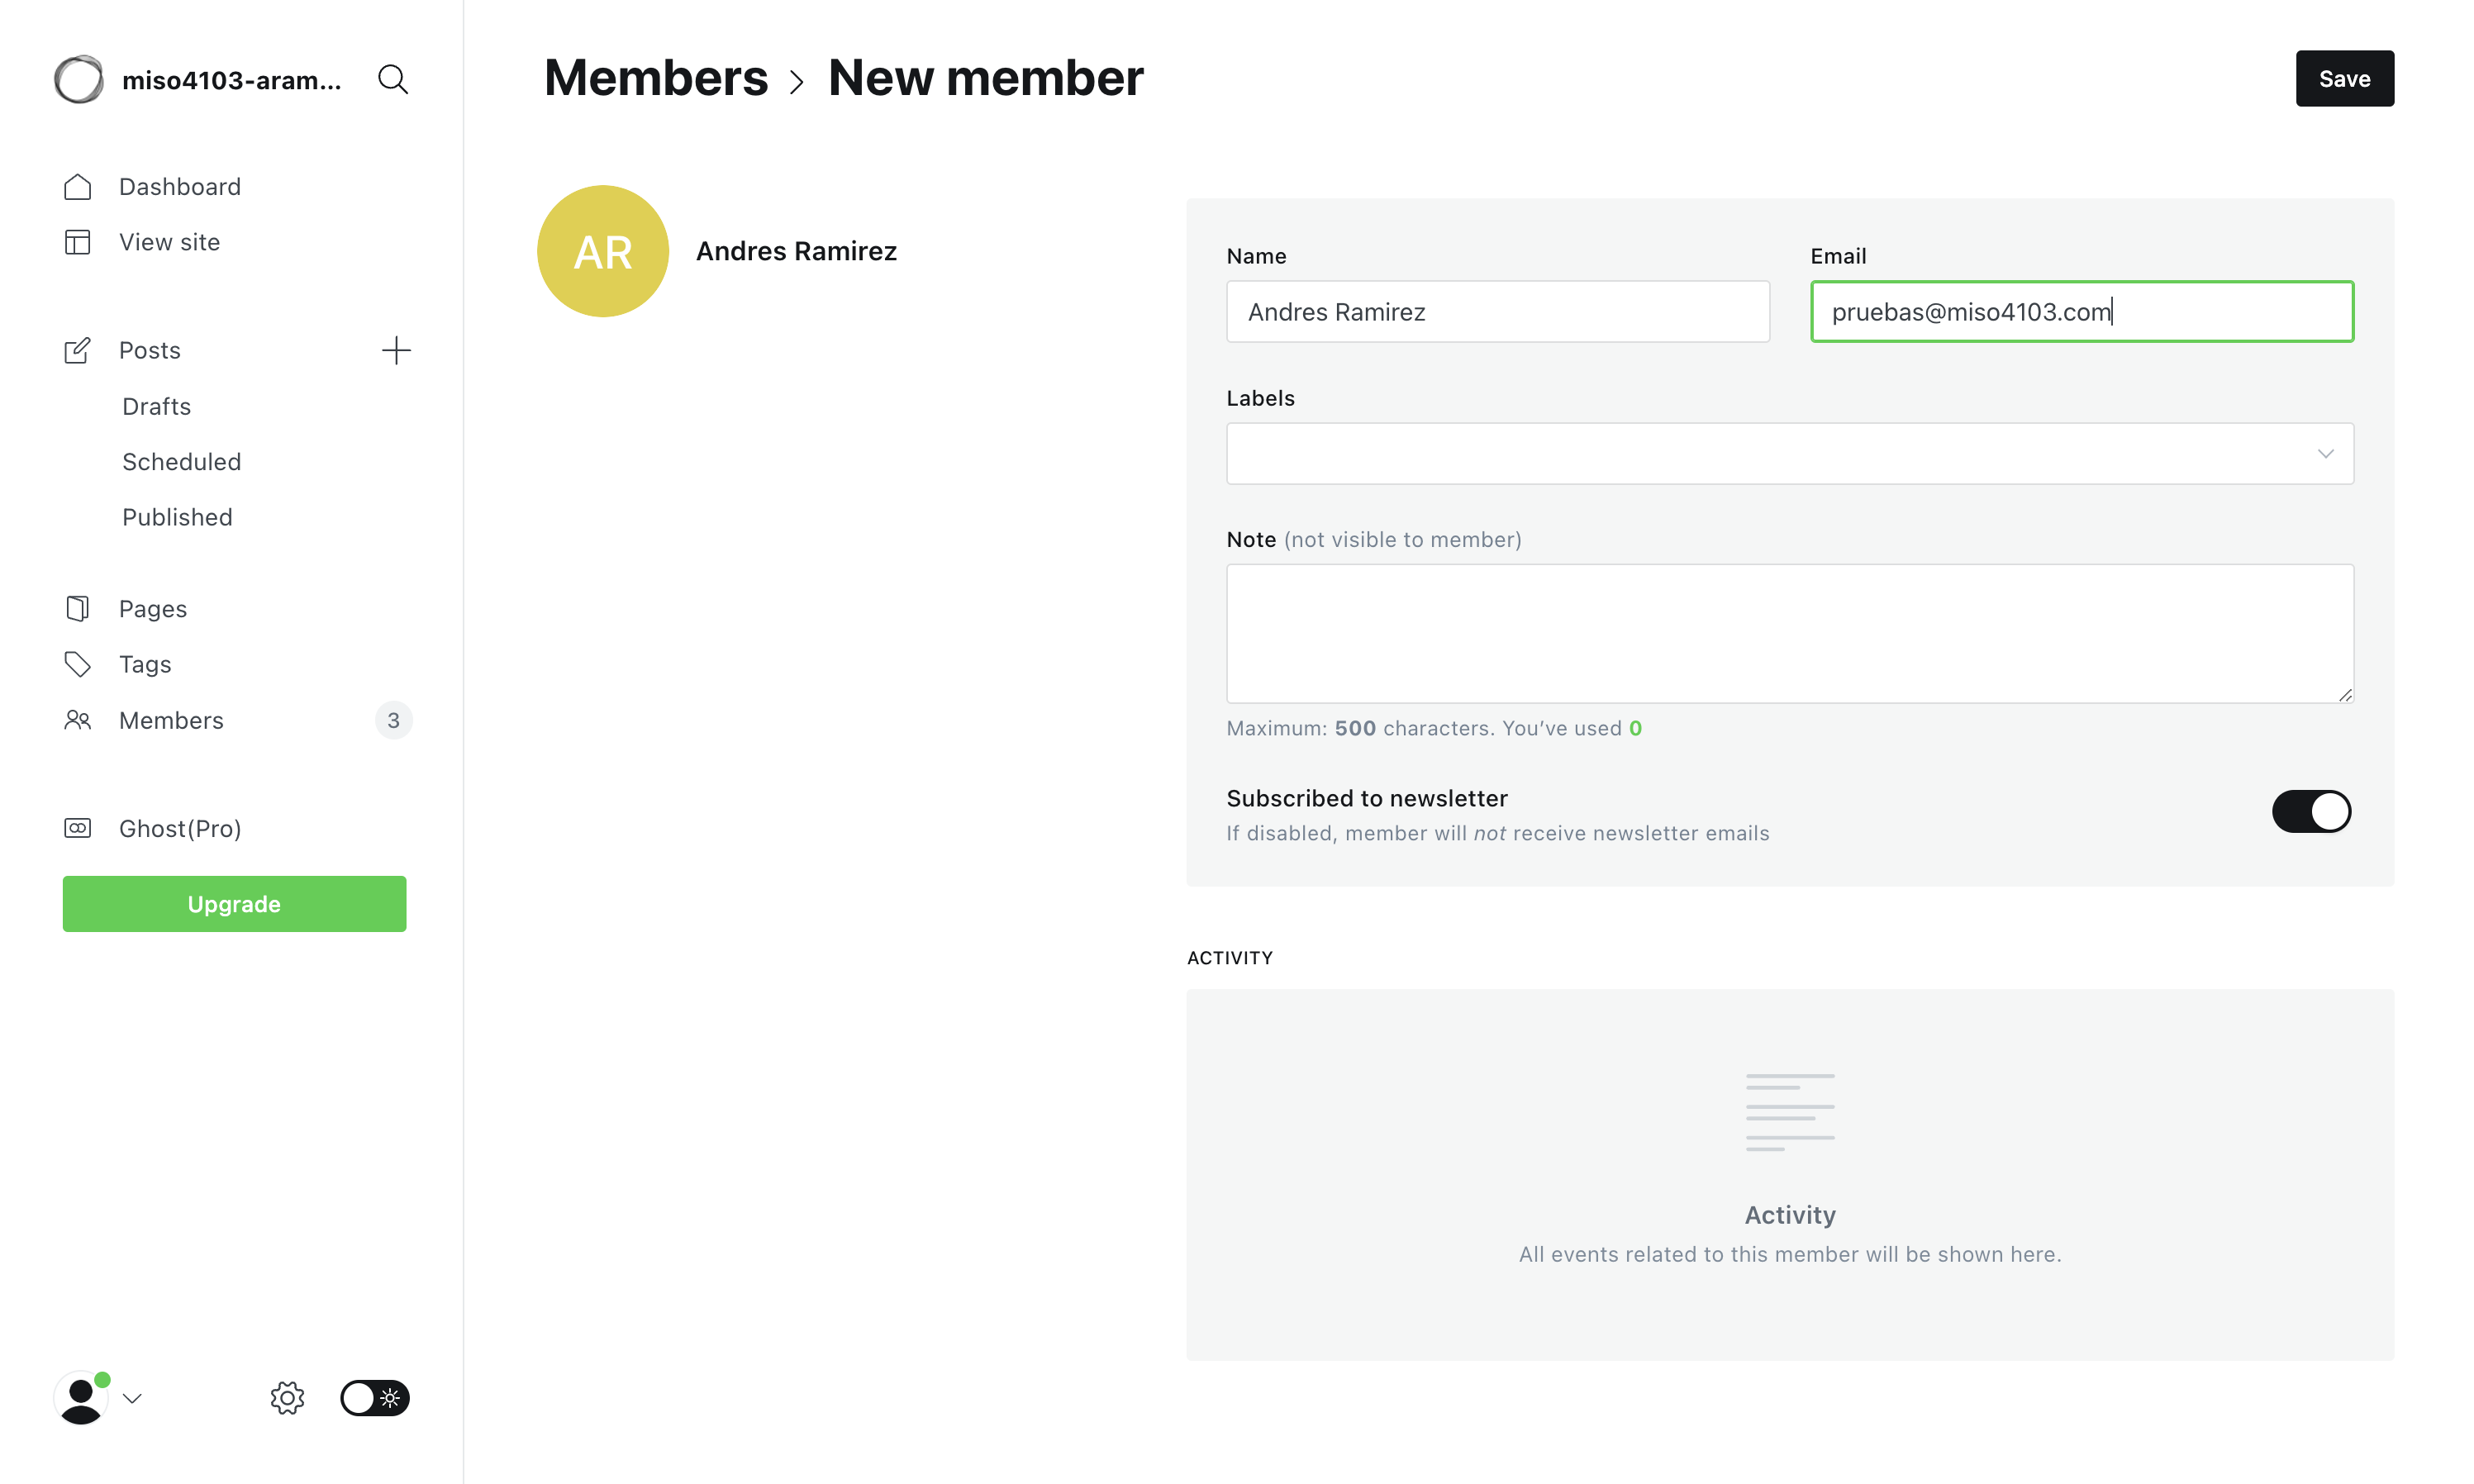 miso4103-aram...
Dashboard
View site
Posts
Drafts
Scheduled
Published
Pages
Tags
Members 3
Ghost(Pro)
Upgrade
Members > New member
Save
AR
Andres Ramirez
Name
Andres Ramirez
Email
pruebas@miso4103.com
Labels
Note (not visible to member)
Maximum: 500 characters. You’ve used 0
Subscribed to newsletter
If disabled, member will not receive newsletter emails
ACTIVITY
Activity
All events related to this member will be shown here.